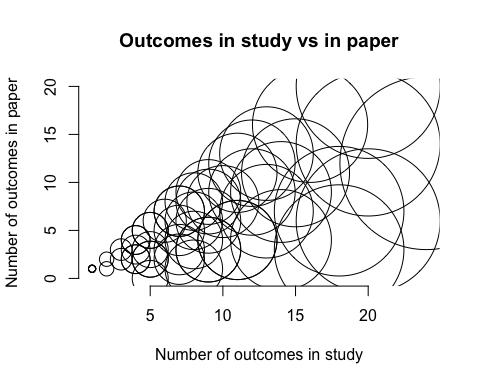 Outcomes in study vs in paper
Number of outcomes in paper
20
15
10
5
0
5 10 15 20
Number of outcomes in study